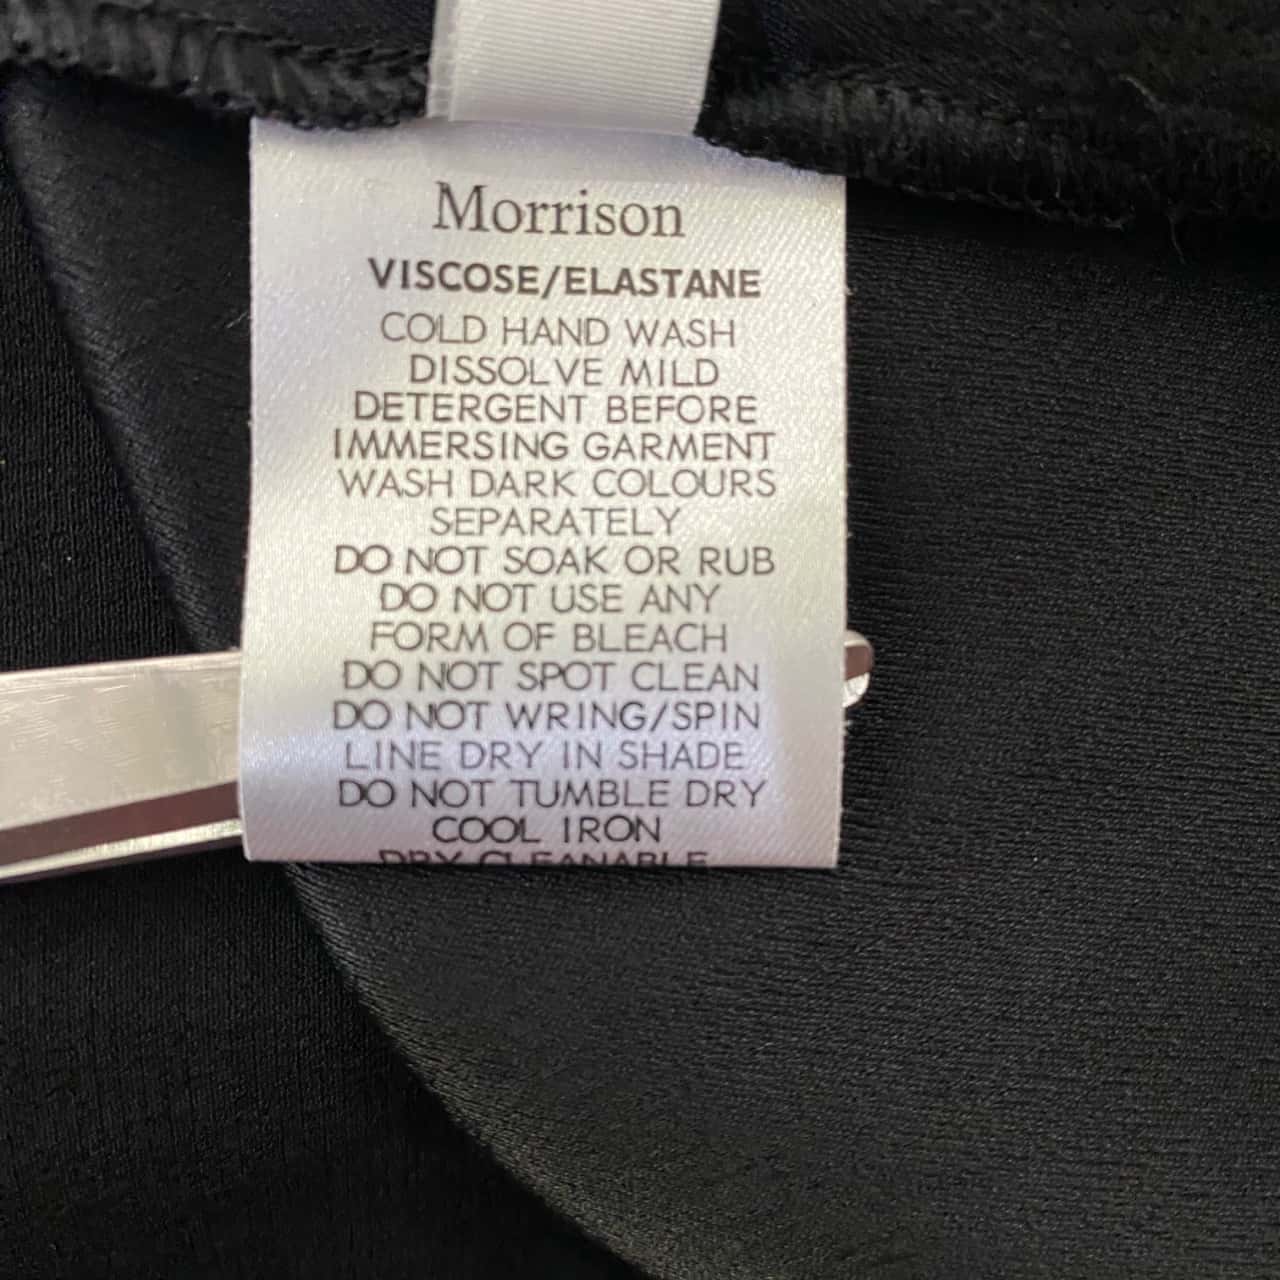 Morrison
VISCOSE/ELASTANE
COLD HAND WASH
DISSOLVE MILD
DETERGENT BEFORE
IMMERSING GARMENT
WASH DARK COLOURS
SEPARATELY
DO NOT SOAK OR RUB
DO NOT USE ANY
FORM OF BLEACH
DO NOT SPOT CLEAN
DO NOT WRING/SPIN
LINE DRY IN SHADE
DO NOT TUMBLE DRY
COOL IRON
DRY CLEANABLE